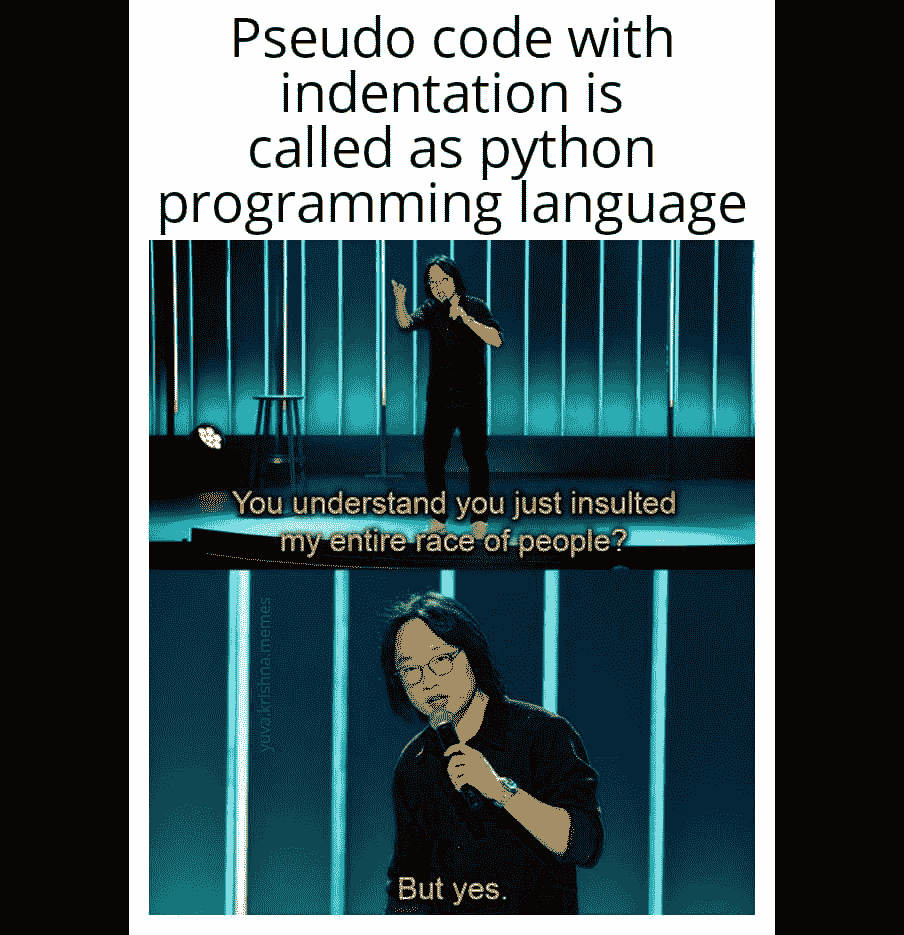 Pseudo code with
indentation is
called as python
programming language
You understand you just insulted
my entire race of people?
yuva.krishna.memes
But yes.